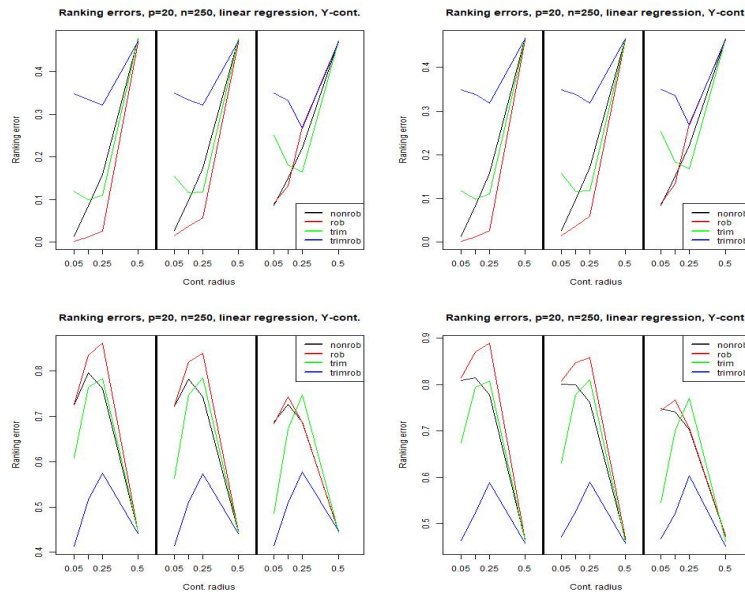 Ranking errors, p=20, n=250, linear regression, Y-cont.
Ranking error
0.0 0.1 0.2 0.3 0.4
nonrob
rob
trim
trimrob
0.05 0.25 0.5 0.05 0.25 0.5 0.05 0.25 0.5
Cont. radius
Ranking errors, p=20, n=250, linear regression, Y-cont.
Ranking error
0.0 0.1 0.2 0.3 0.4
nonrob
rob
trim
trimrob
0.05 0.25 0.5 0.05 0.25 0.5 0.05 0.25 0.5
Cont. radius
Ranking errors, p=20, n=250, linear regression, Y-cont.
Ranking error
0.4 0.5 0.6 0.7 0.8
nonrob
rob
trim
trimrob
0.05 0.25 0.5 0.05 0.25 0.5 0.05 0.25 0.5
Cont. radius
Ranking errors, p=20, n=250, linear regression, Y-cont.
Ranking error
0.5 0.6 0.7 0.8 0.9
nonrob
rob
trim
trimrob
0.05 0.25 0.5 0.05 0.25 0.5 0.05 0.25 0.5
Cont. radius